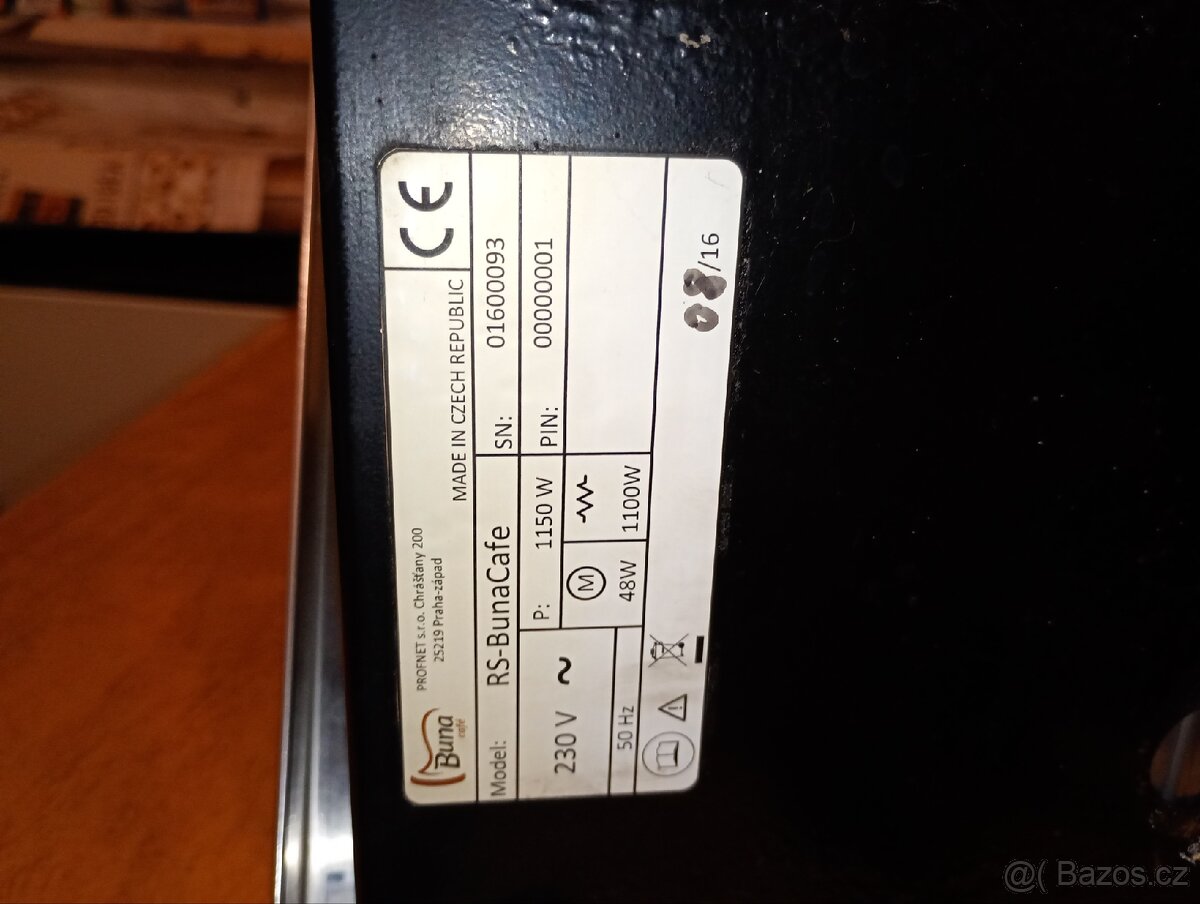 Buna
café
PROFNET s.r.o. Chrášťany 200
25219 Praha-západ
MADE IN CZECH REPUBLIC
CE
Model: RS-BunaCafe
SN: 01600093
230 V ~
P: 1150 W
PIN: 00000001
M
48W
1100W
50 Hz
/16
@( Bazos.cz